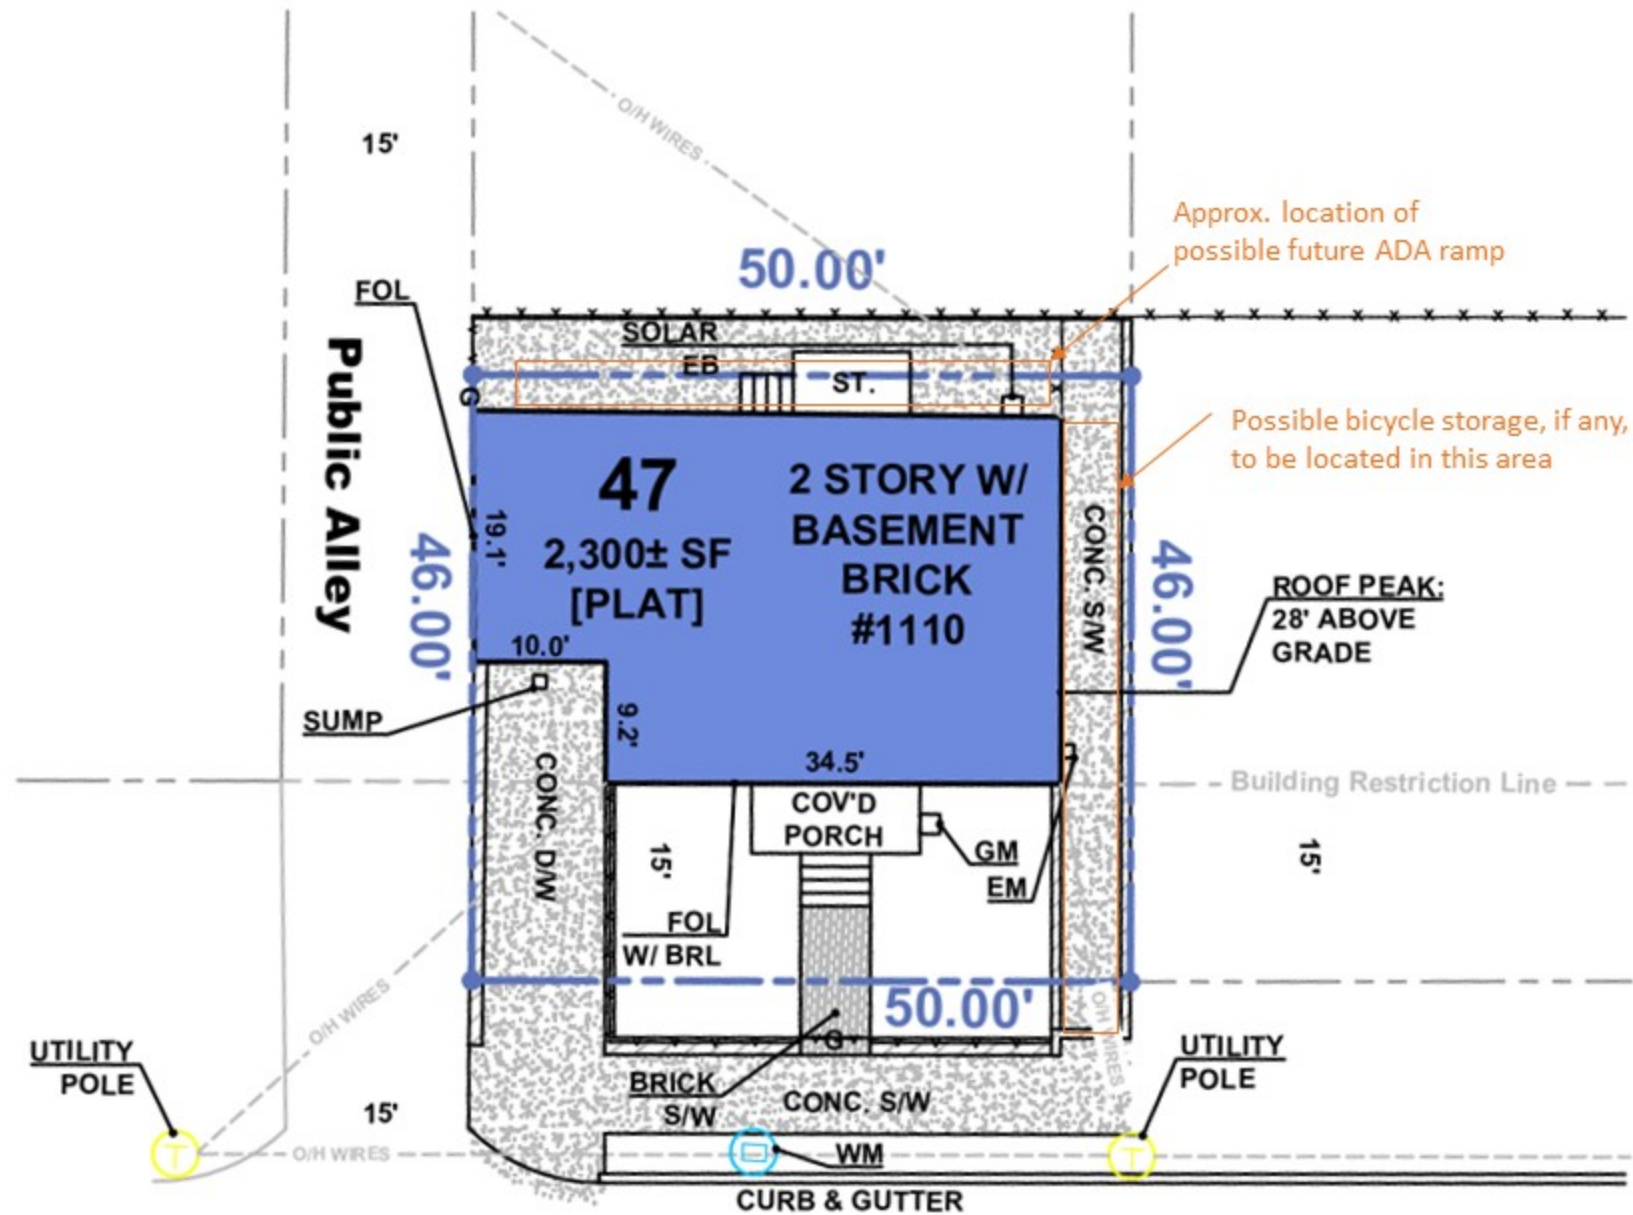 O/H WIRES
15'
Approx. location of
possible future ADA ramp
50.00'
FOL
SOLAR
EB
ST.
G
Public Alley
Possible bicycle storage, if any,
to be located in this area
47
2,300± SF
[PLAT]
2 STORY W/
BASEMENT
BRICK
#1110
19.1'
46.00'
CONC. S/W
46.00'
ROOF PEAK:
28' ABOVE
GRADE
10.0'
SUMP
9.2'
34.5'
CONC. D/W
Building Restriction Line
COV'D
PORCH
15'
GM
EM
15'
FOL
W/ BRL
50.00'
O/H WIRES
O/H WIRES
G
UTILITY
POLE
UTILITY
POLE
BRICK
S/W
CONC. S/W
15'
T
O/H WIRES
WM
T
CURB & GUTTER